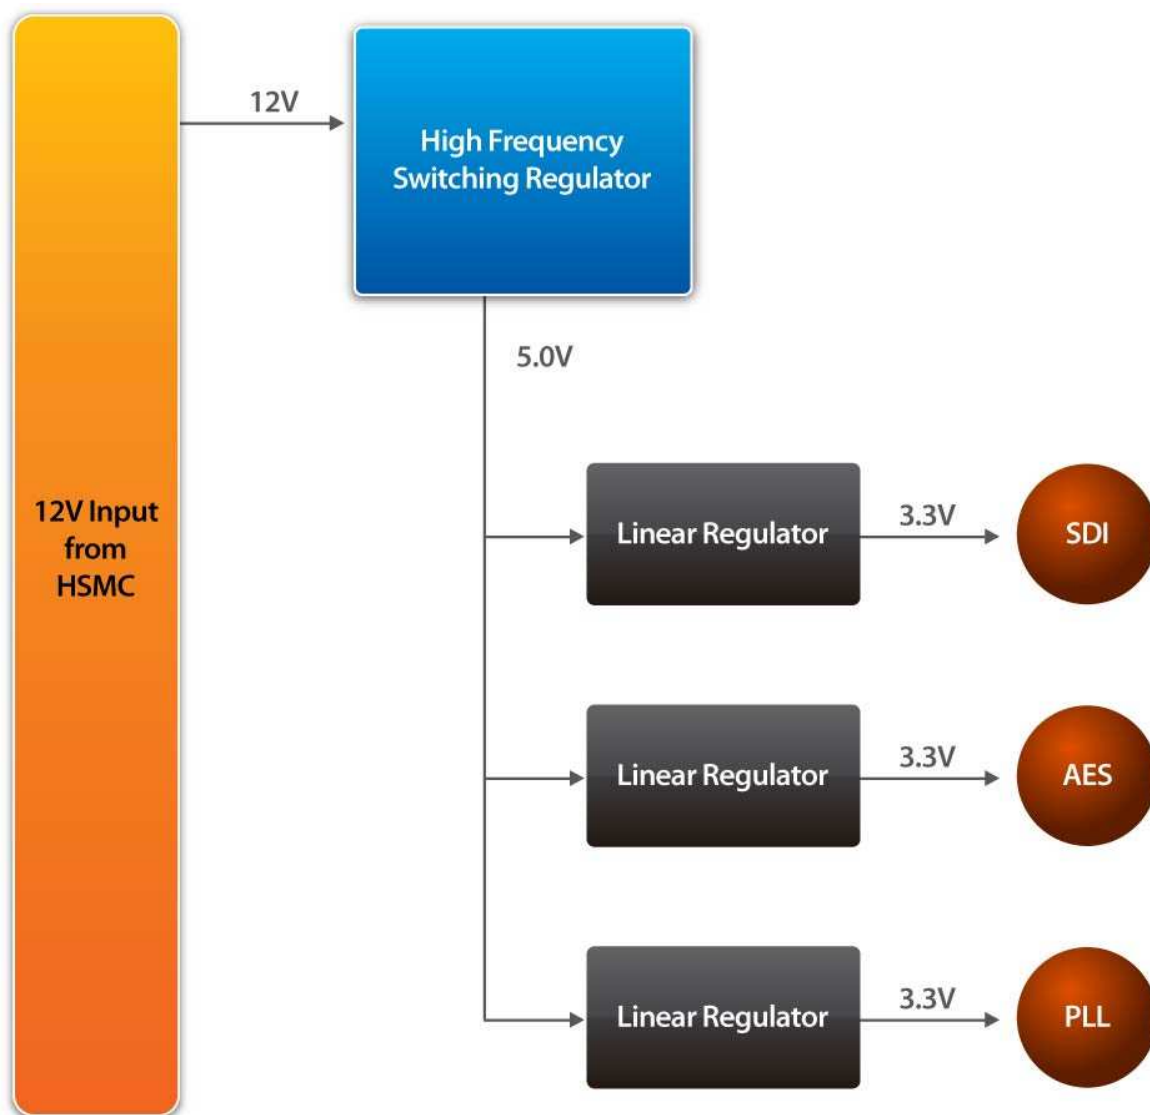 12V
High Frequency
Switching Regulator
5.0V
12V Input
from
HSMC
Linear Regulator
3.3V
SDI
Linear Regulator
3.3V
AES
Linear Regulator
3.3V
PLL